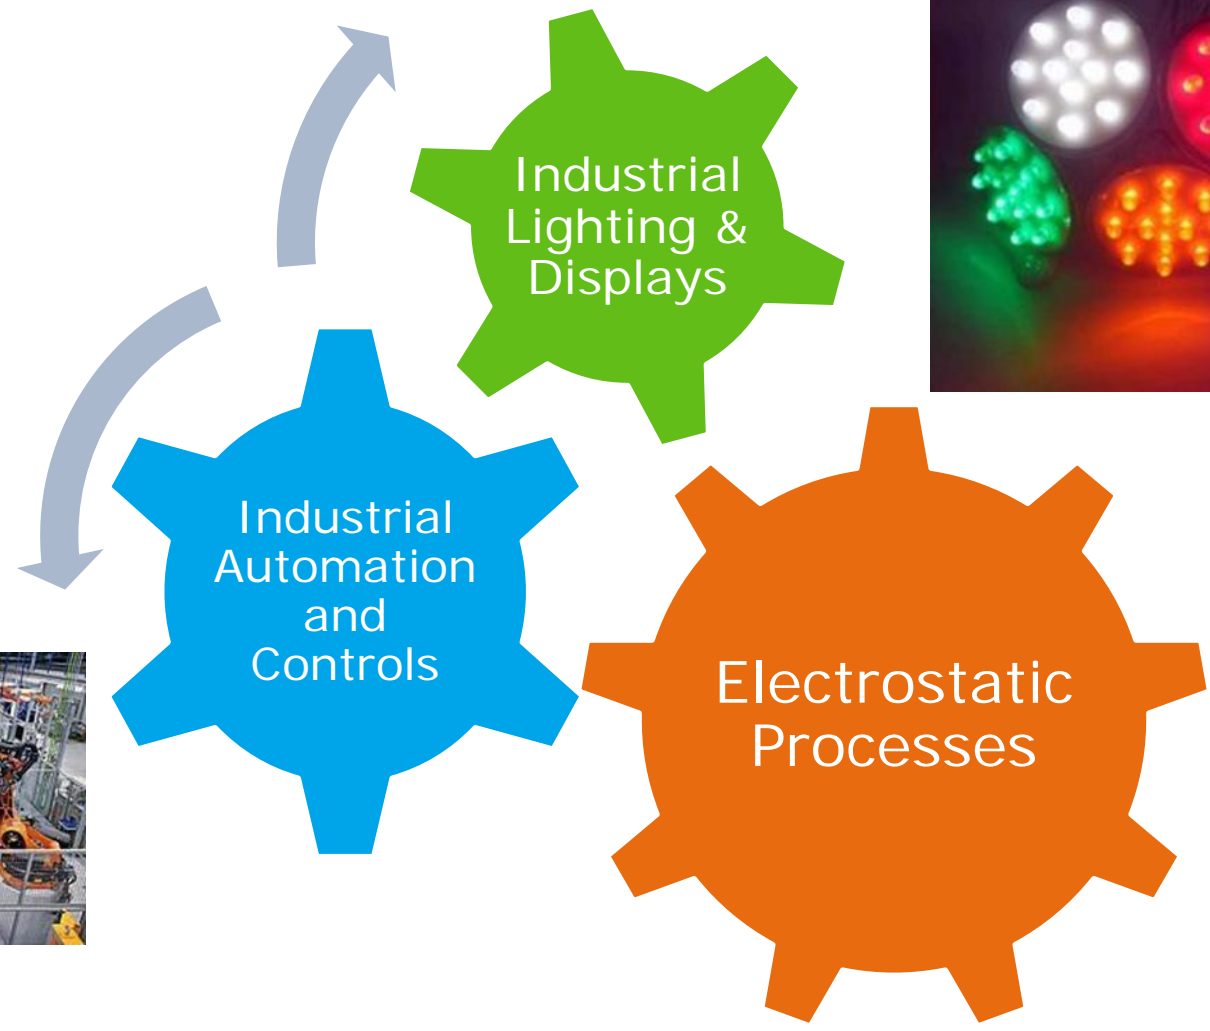 Industrial
Lighting &
Displays
Industrial
Automation
and
Controls
Electrostatic
Processes